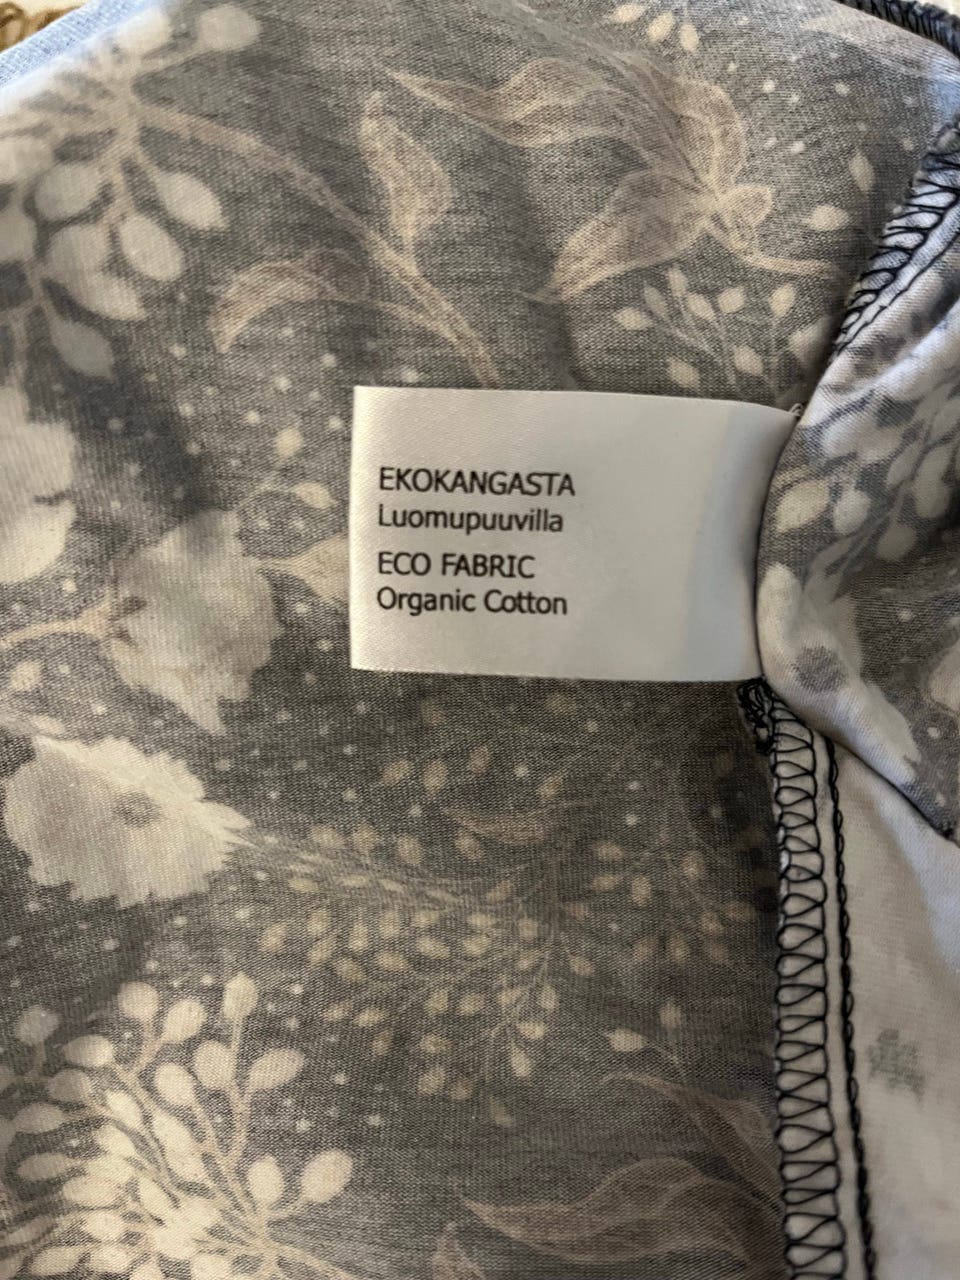 EKOKANGASTA
Luomupuuvilla
ECO FABRIC
Organic Cotton